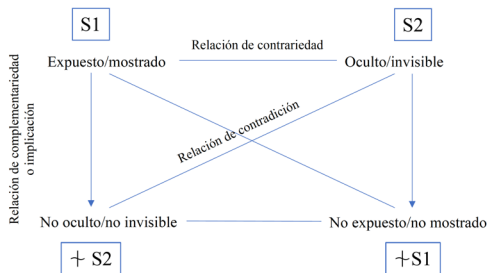 S1
S2
Relación de contrariedad
Expuesto/mostrado
Oculto/invisible
Relación de complementariedad
o implicación
Relación de contradición
No oculto/no invisible
No expuesto/no mostrado
∓ S2
∓S1